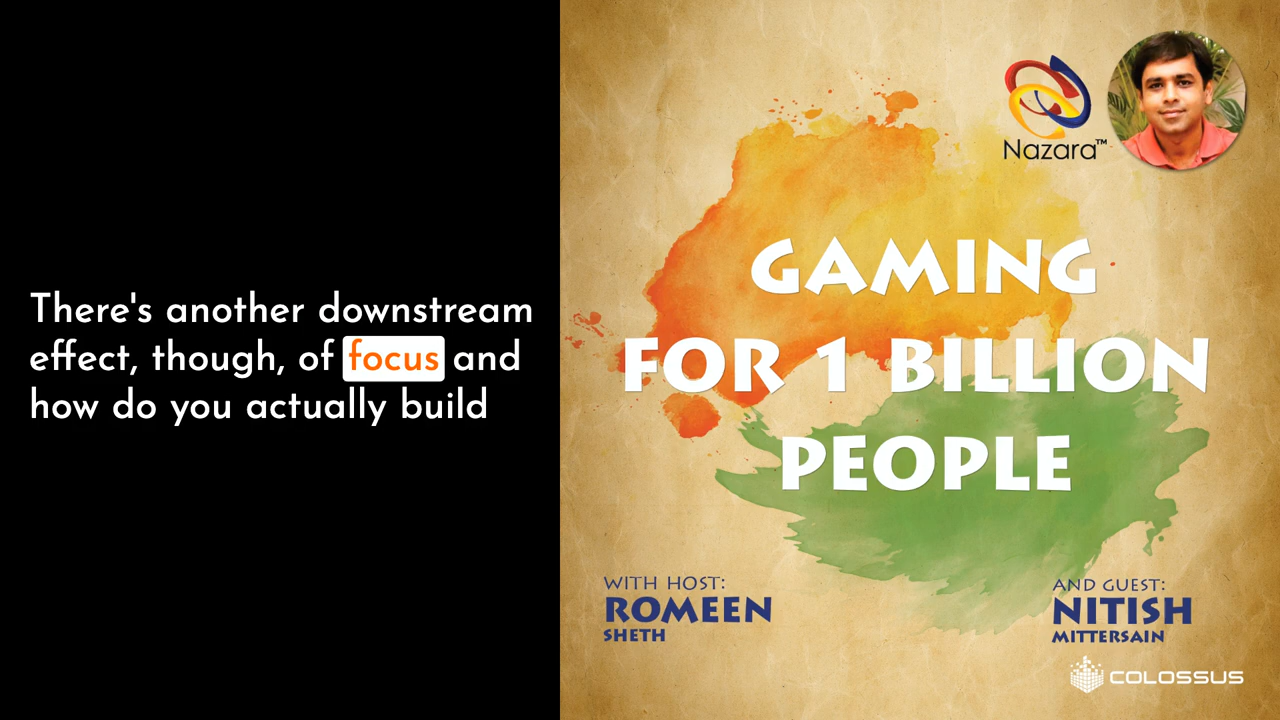 There's another downstream
effect, though, of focus and
how do you actually build
Nazara™
GAMING
FOR 1 BILLION
PEOPLE
WITH HOST:
ROMEEN
SHETH
AND GUEST:
NITISH
MITTERSAIN
COLOSSUS